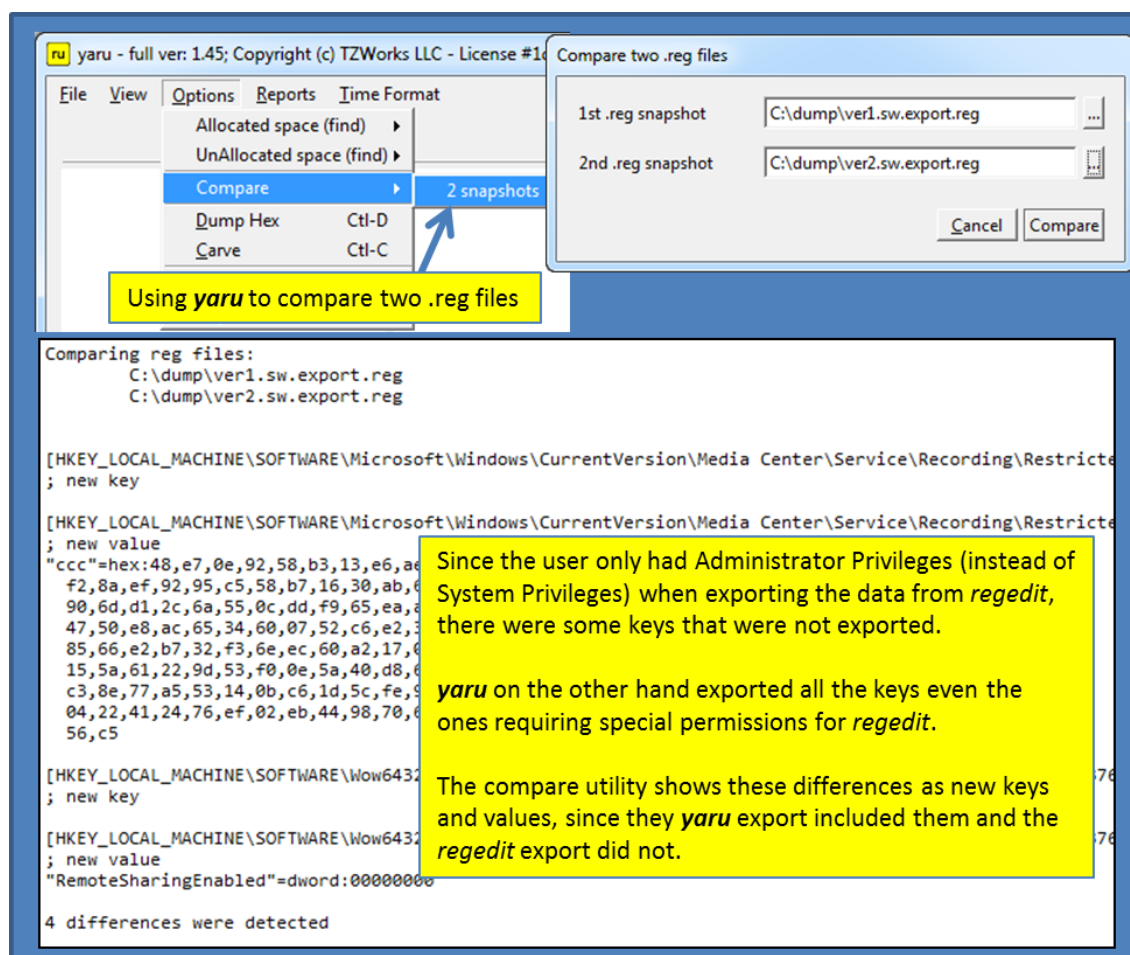 ru yaru - full ver: 1.45; Copyright (c) TZWorks LLC - License
File View Options Reports Time Format
Allocated space (find)
UnAllocated space (find)
Compare
2 snapshots
Dump Hex Ctl-D
Carve Ctl-C
Using yaru to compare two .reg files
Compare two .reg files
1st .reg snapshot C:\dump\ver1.sw.export.reg ...
2nd .reg snapshot C:\dump\ver2.sw.export.reg ...
Cancel Compare
Comparing reg files:
C:\dump\ver1.sw.export.reg
C:\dump\ver2.sw.export.reg
[HKEY_LOCAL_MACHINE\SOFTWARE\Microsoft\Windows\CurrentVersion\Media Center\Service\Recording\Restricte
; new key
[HKEY_LOCAL_MACHINE\SOFTWARE\Microsoft\Windows\CurrentVersion\Media Center\Service\Recording\Restricte
; new value
"ccc"=hex:48,e7,0e,92,58,b3,13,e6,ae
f2,8a,ef,92,95,c5,58,b7,16,30,ab,
90,6d,d1,2c,6a,55,0c,dd,f9,65,ea,
47,50,e8,ac,65,34,60,07,52,c6,e2,
85,66,e2,b7,32,f3,6e,ec,60,a2,17,
15,5a,61,22,9d,53,f0,0e,5a,40,d8,
c3,8e,77,a5,53,14,0b,c6,1d,5c,fe,
04,22,41,24,76,ef,02,eb,44,98,70,
56,c5
[HKEY_LOCAL_MACHINE\SOFTWARE\Wow6432
76
; new key
[HKEY_LOCAL_MACHINE\SOFTWARE\Wow6432
76
; new value
"RemoteSharingEnabled"=dword:00000000
4 differences were detected
Since the user only had Administrator Privileges (instead of
System Privileges) when exporting the data from regedit,
there were some keys that were not exported.
yaru on the other hand exported all the keys even the
ones requiring special permissions for regedit.
The compare utility shows these differences as new keys
and values, since they yaru export included them and the
regedit export did not.